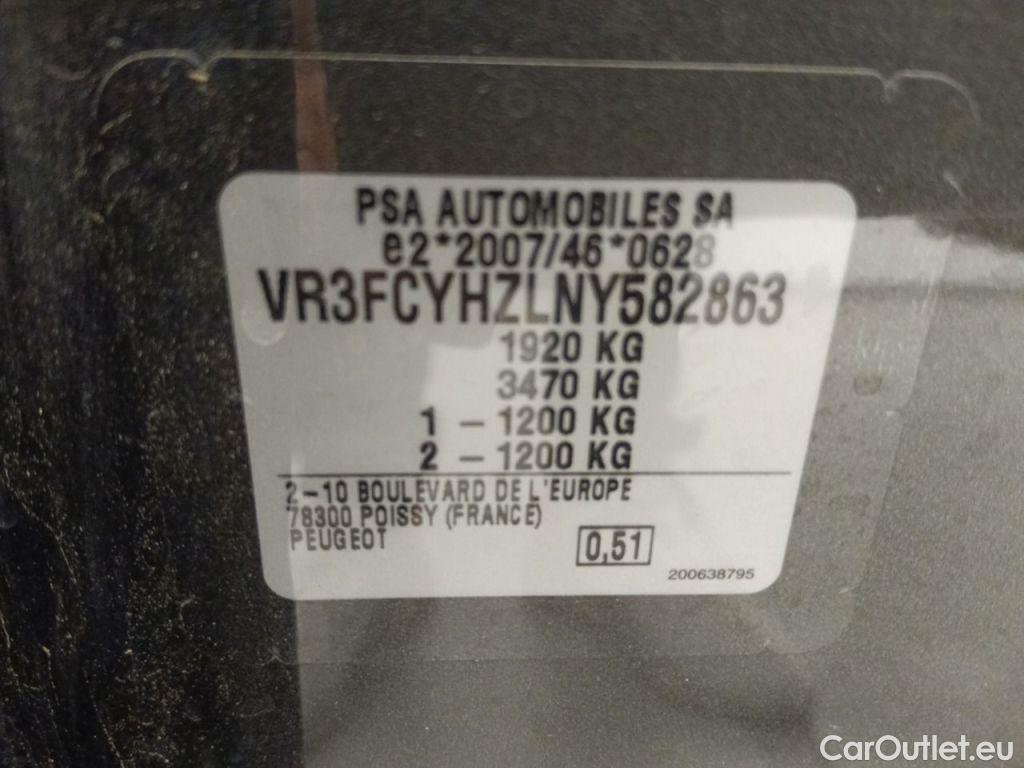 PSA AUTOMOBILES SA
e2*2007/46*0628
VR3FCYHZLNY582863
1920 KG
3470 KG
1 - 1200 KG
2 - 1200 KG
2-10 BOULEVARD DE L'EUROPE
78300 POISSY (FRANCE)
PEUGEOT
0,51
200638795
CarOutlet.eu